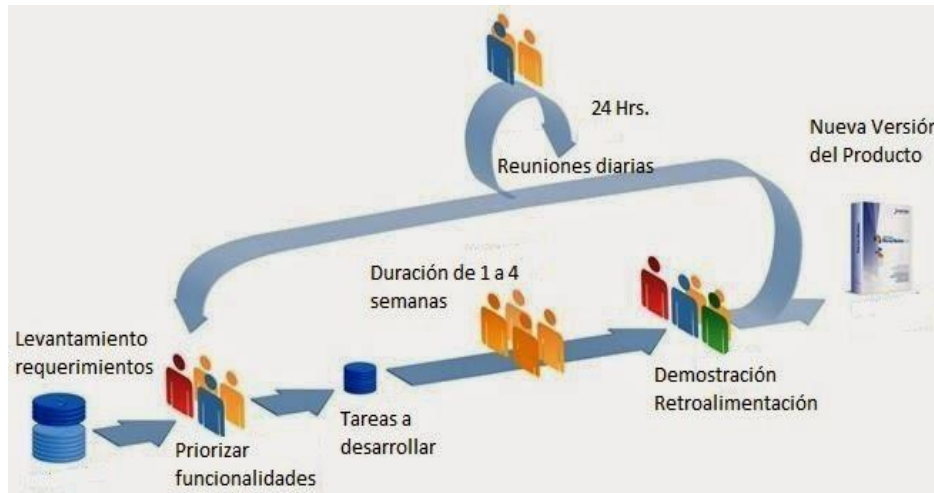 24 Hrs.
Reuniones diarias
Nueva Versión
del Producto
Duración de 1 a 4
semanas
Levantamiento
requerimientos
Priorizar
funcionalidades
Tareas a
desarrollar
Demostración
Retroalimentación